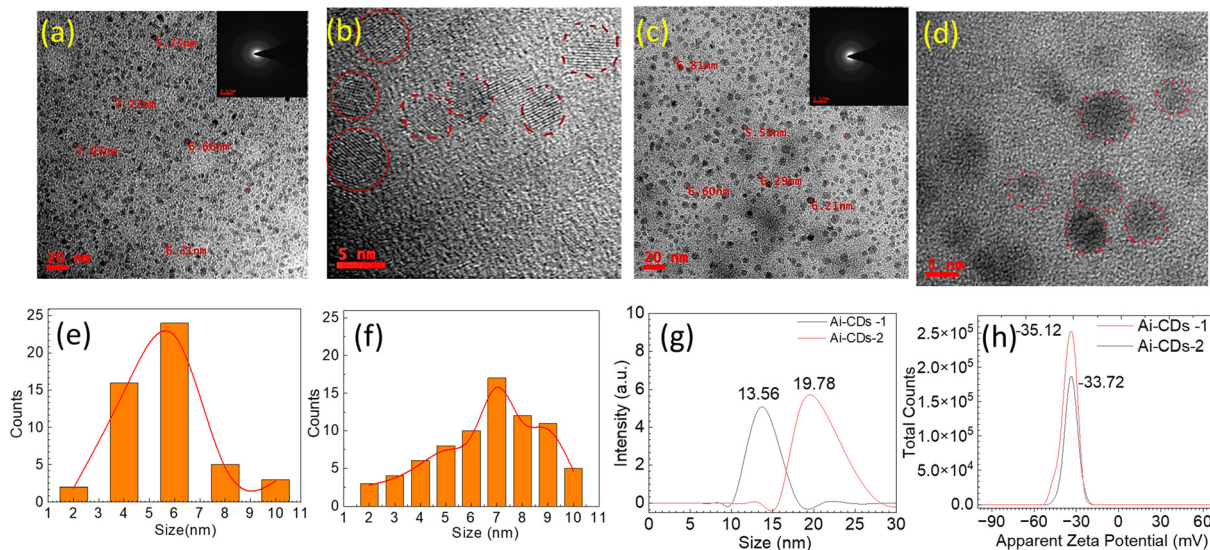 (a)
5.75nm
7.22nm
7.03nm
6.66nm
6.31nm
20 nm
(b)
5 nm
(c)
6.81nm
5.53nm
6.29nm
6.60nm
6.21nm
20 nm
(d)
5 nm
(e)
25
20
15
10
5
0
Counts
1 2 3 4 5 6 7 8 9 10 11
Size(nm)
(f)
25
20
15
10
5
0
Counts
1 2 3 4 5 6 7 8 9 10 11
Size (nm)
(g)
Ai-CDs -1
Ai-CDs-2
13.56
19.78
10
8
6
4
2
0
Intensity (a.u.)
0 5 10 15 20 25 30
Size (nm)
(h)
-35.12
Ai-CDs -1
Ai-CDs-2
-33.72
2.5×10⁵
2.0×10⁵
1.5×10⁵
1.0×10⁵
5.0×10⁴
0.0
Total Counts
-90 -60 -30 0 30 60
Apparent Zeta Potential (mV)